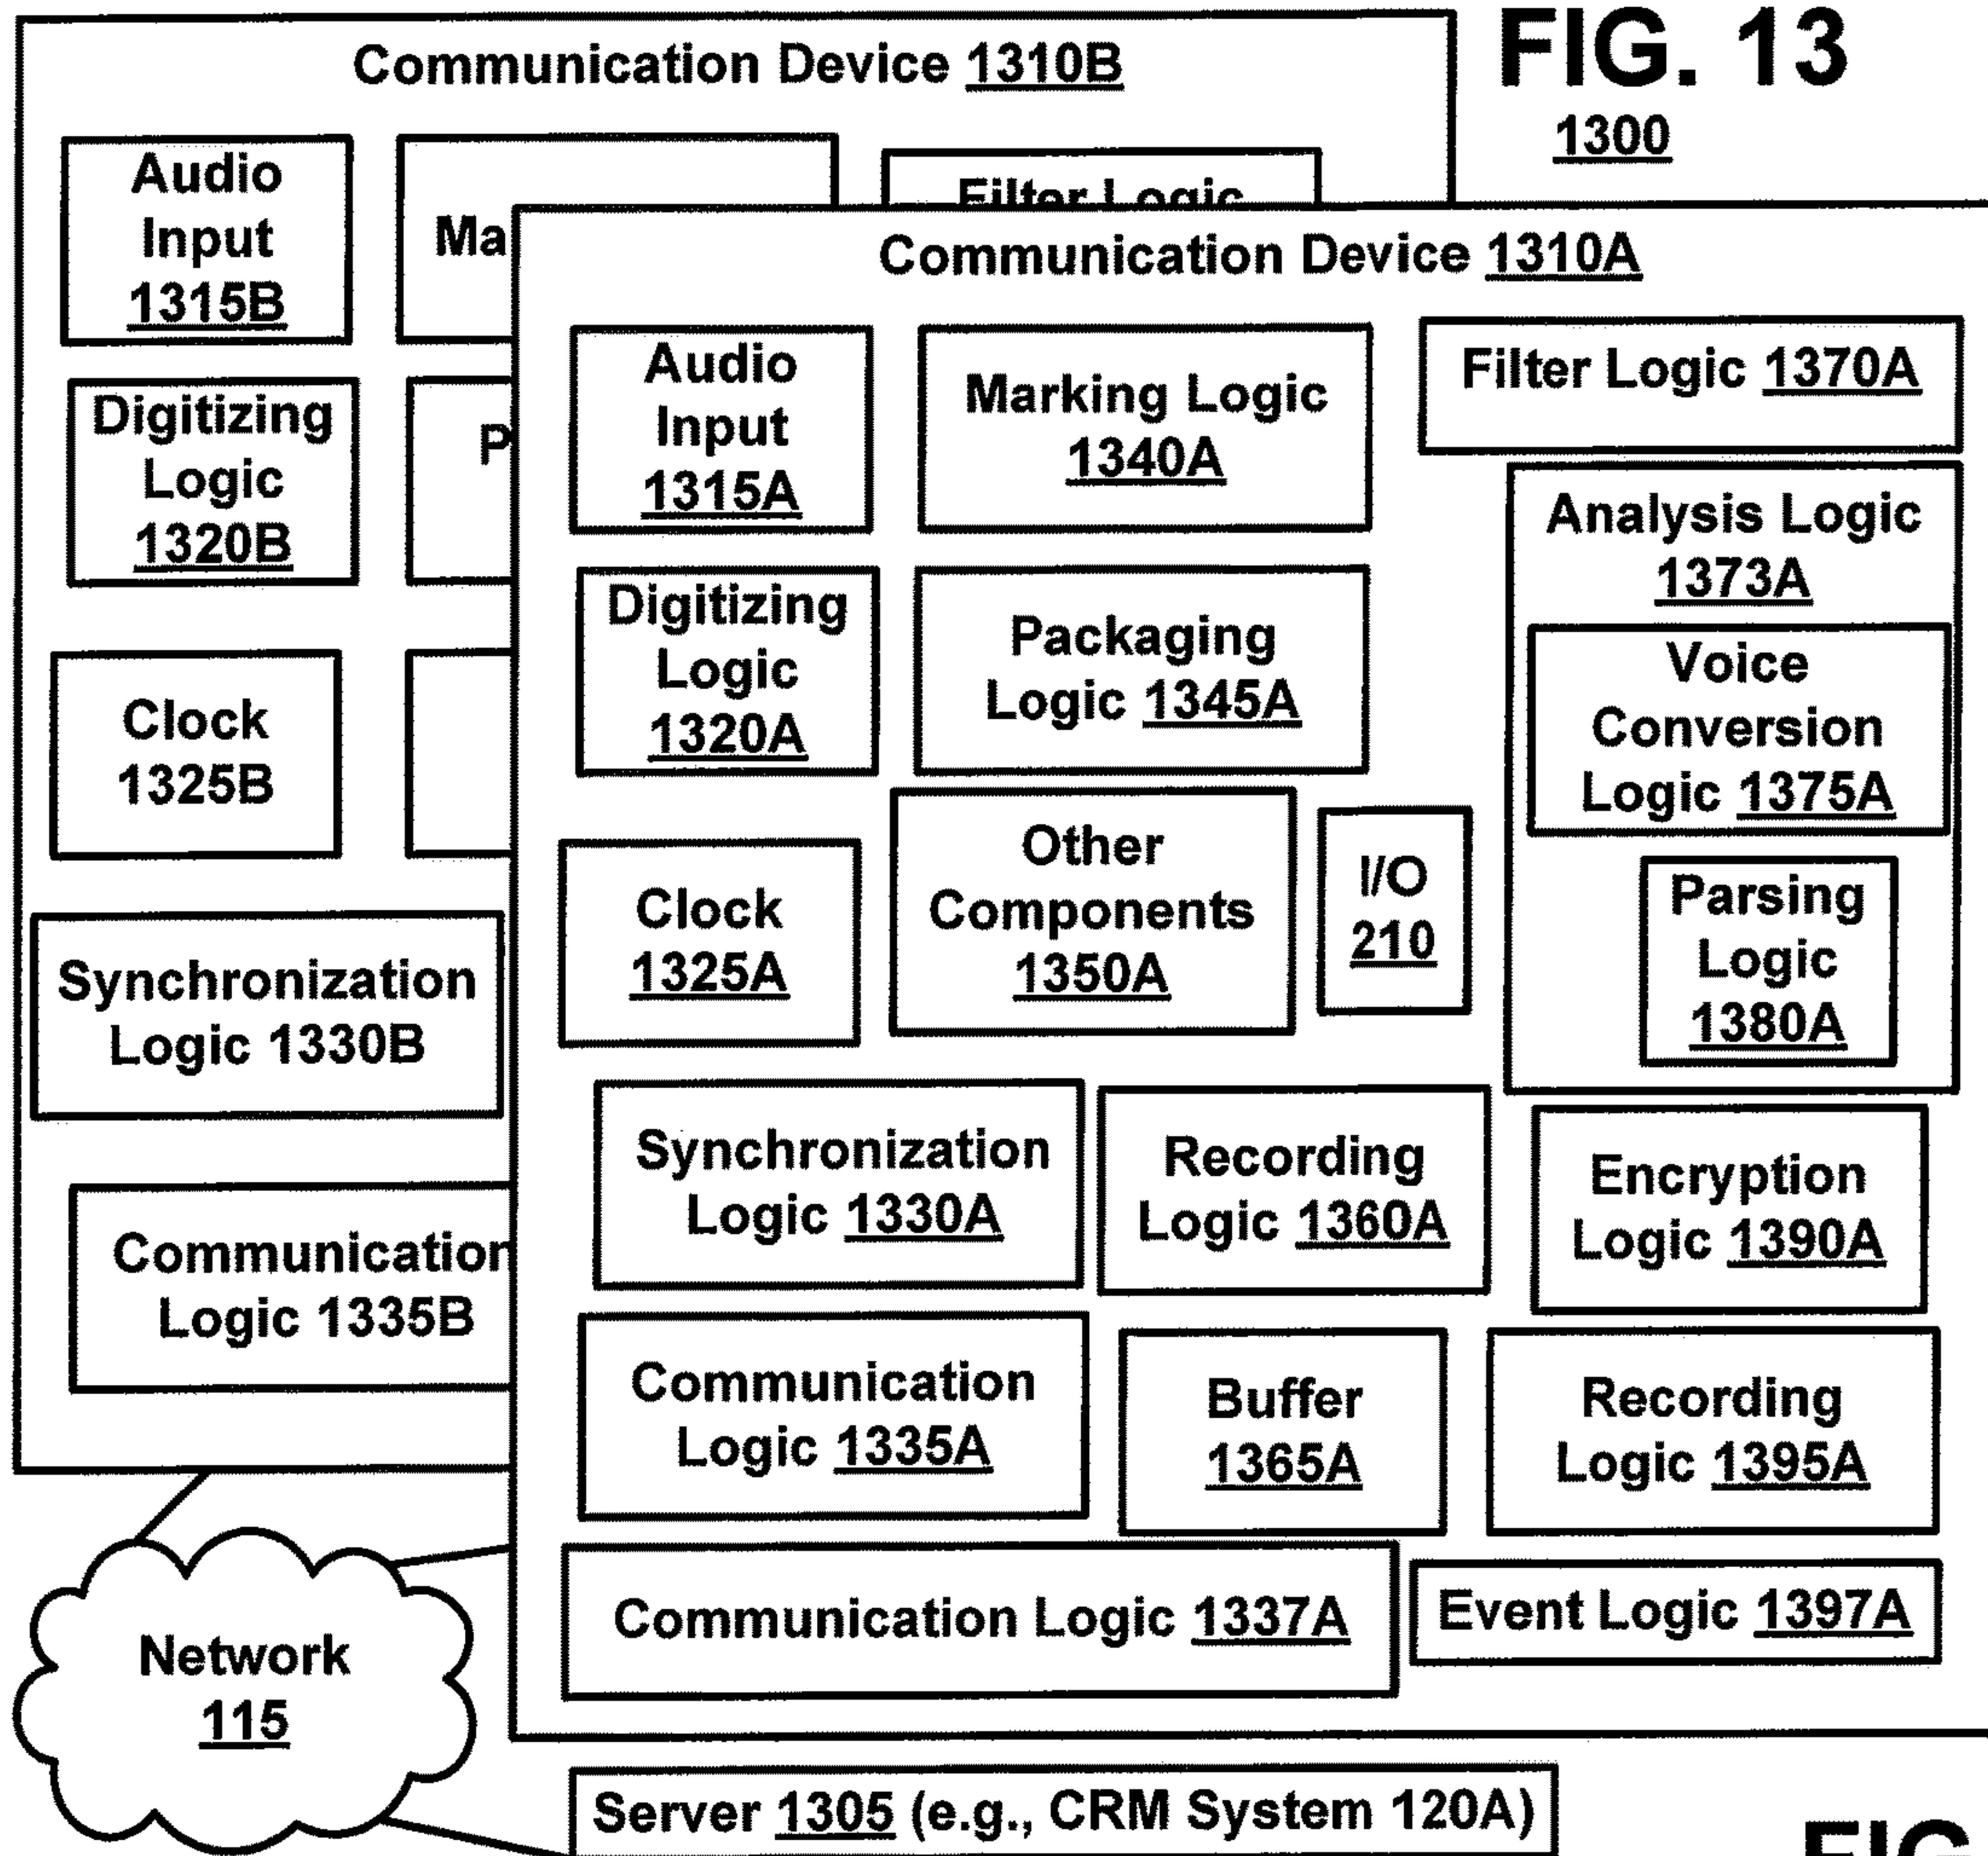 FIG. 13
1300
Communication Device 1310B
Audio
Input
1315B
Ma
Filter Logic
Digitizing
Logic
1320B
P
Clock
1325B
Synchronization
Logic 1330B
Communication
Logic 1335B
Communication Device 1310A
Audio
Input
1315A
Marking Logic
1340A
Filter Logic 1370A
Digitizing
Logic
1320A
Packaging
Logic 1345A
Analysis Logic
1373A
Voice
Conversion
Logic 1375A
Parsing
Logic
1380A
Clock
1325A
Other
Components
1350A
I/O
210
Synchronization
Logic 1330A
Recording
Logic 1360A
Encryption
Logic 1390A
Communication
Logic 1335A
Buffer
1365A
Recording
Logic 1395A
Communication Logic 1337A
Event Logic 1397A
Network
115
Server 1305 (e.g., CRM System 120A)
FIG